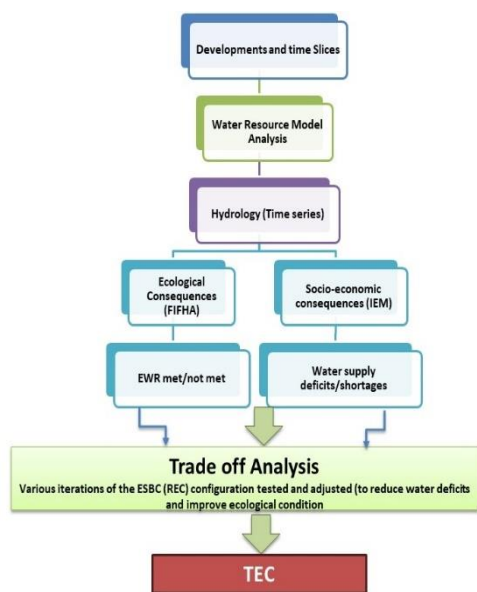 Developments and time Slices
Water Resource Model
Analysis
Hydrology (Time series)
Ecological
Consequences
(FIFHA)
Socio-economic
consequences (IEM)
EWR met/not met
Water supply
deficits/shortages
Trade off Analysis
Various iterations of the ESBC (REC) configuration tested and adjusted (to reduce water deficits
and improve ecological condition
TEC